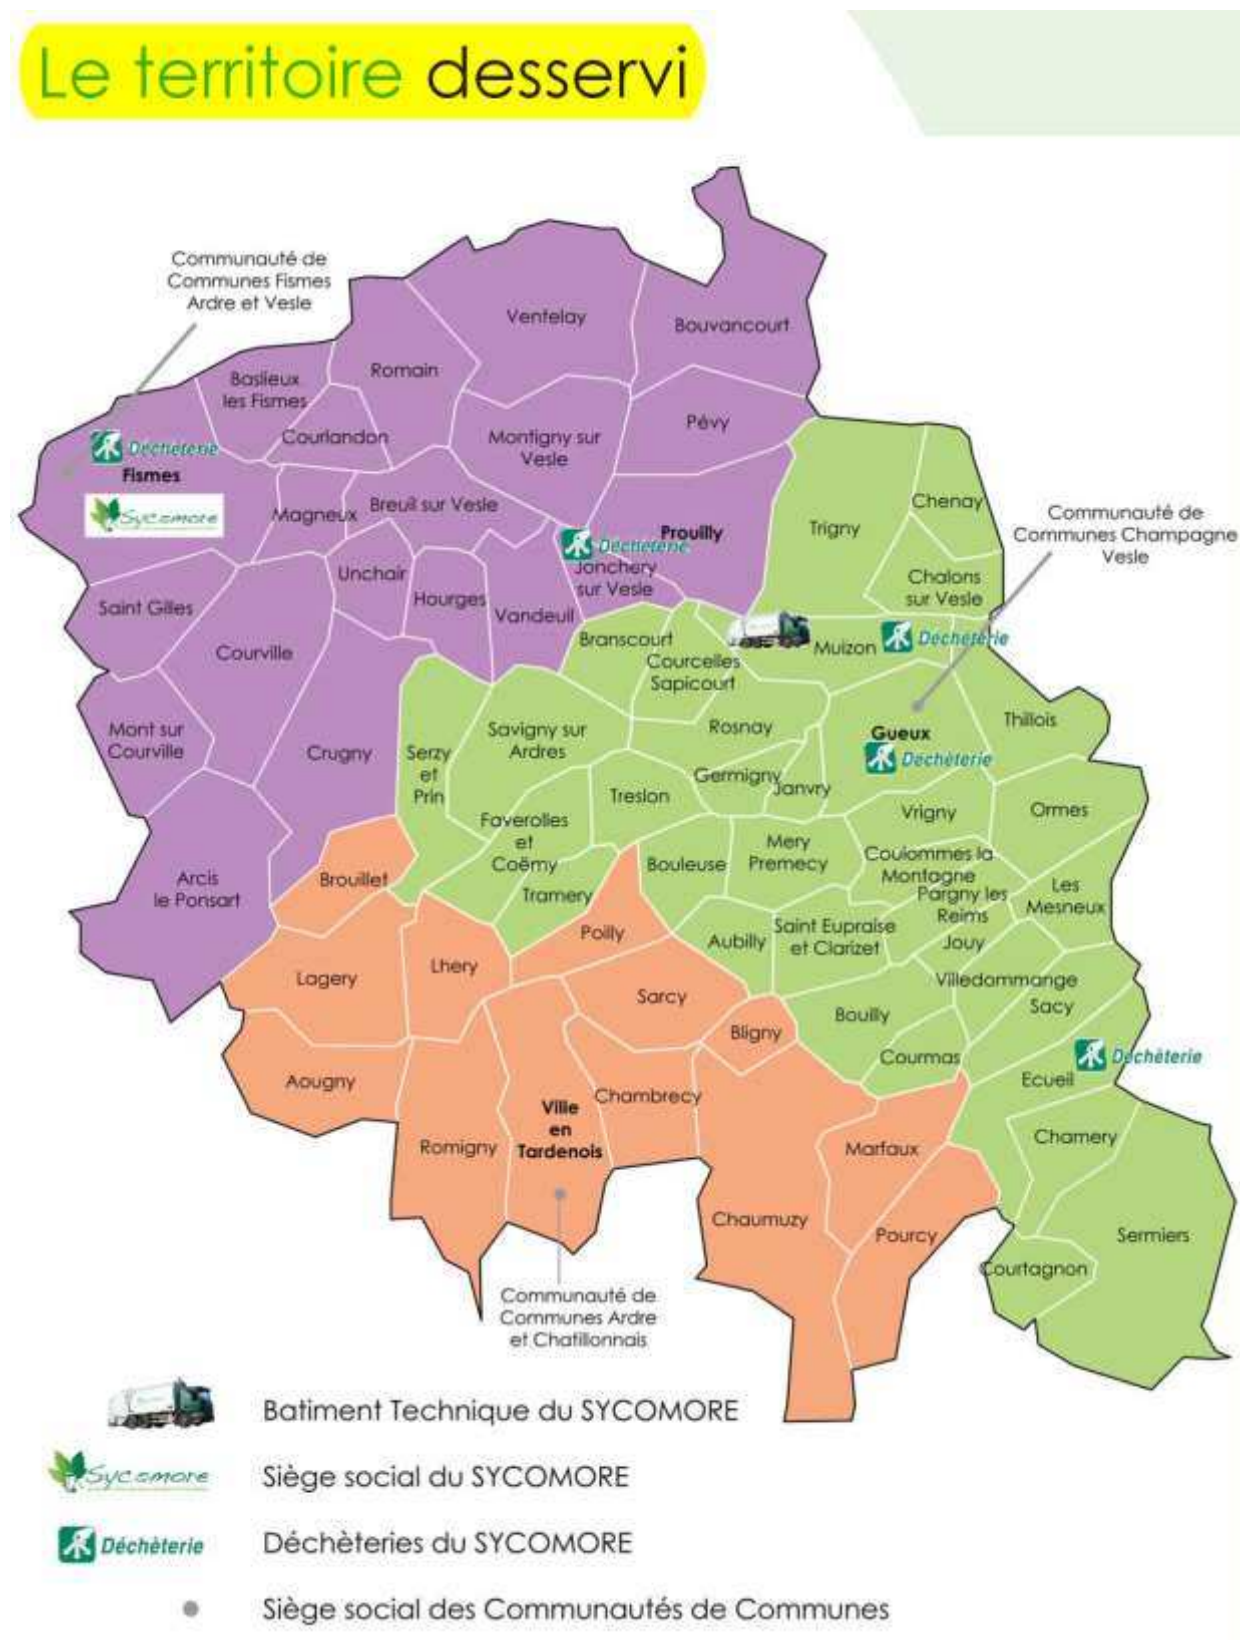 Le territoire desservi
Communauté de
Communes Fismes
Ardre et Vesle
Ventelay
Bouvancourt
Romain
Baslieux
les Fismes
Courlandon
Pévy
Montigny sur
Vesle
Déchèterie
Fismes
Sycomore
Magneux
Breuil sur Vesle
Prouilly
Déchèterie
Jonchery
sur Vesle
Trigny
Chenay
Communauté de
Communes Champagne
Vesle
Chalons
sur Vesle
Unchair
Hourges
Vandeuil
Saint Gilles
Courville
Branscourt
Courcelles
Sapicourt
Muizon
Déchèterie
Mont sur
Courville
Crugny
Serzy
et
Prin
Savigny sur
Ardres
Rosnay
Gueux
Déchèterie
Thillois
Germigny
Janvry
Treslon
Vrigny
Ormes
Faverolles
et
Coëmy
Bouleuse
Mery
Premecy
Coulommes la
Montagne
Pargny les
Reims
Les
Mesneux
Arcis
le Ponsart
Brouillet
Tramery
Poilly
Aubilly
Saint Eupraise
et Clarizet
Jouy
Lagery
Lhery
Sarcy
Villedommange
Sacy
Bligny
Bouilly
Courmas
Déchèterie
Ecueil
Aougny
Chambrecy
Ville
en
Tardenois
Romigny
Marfaux
Chamery
Chaumuzy
Pourcy
Sermiers
Courtagnon
Communauté de
Communes Ardre
et Chatillonnais
Batiment Technique du SYCOMORE
Sycomore
Siège social du SYCOMORE
Déchèterie
Déchèteries du SYCOMORE
Siège social des Communautés de Communes